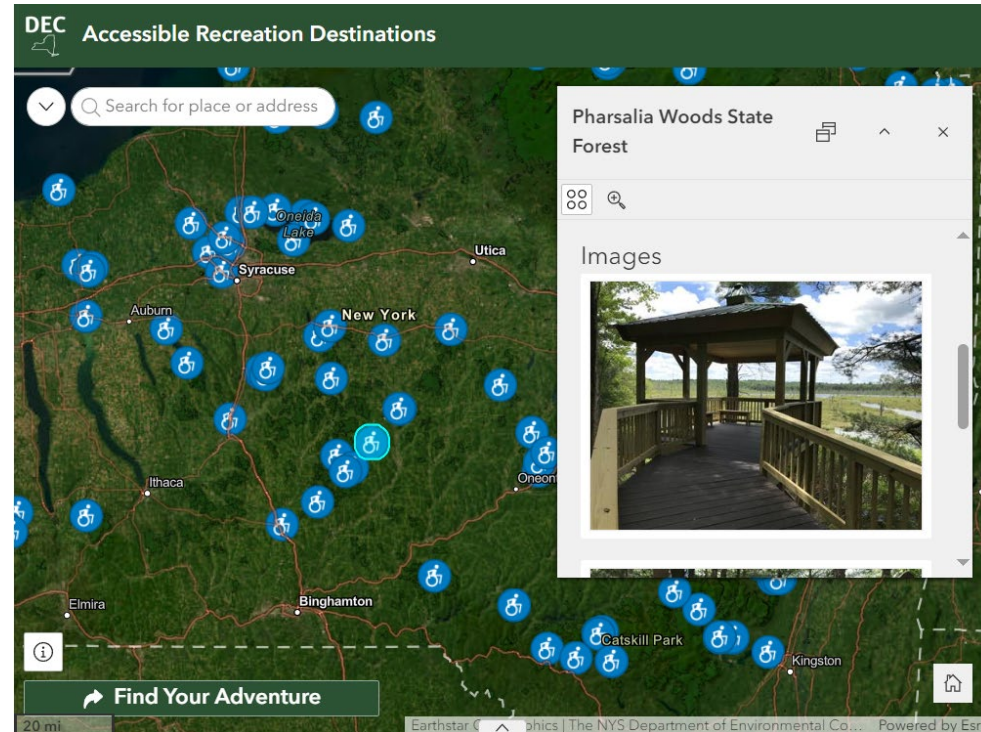 DEC
Accessible Recreation Destinations
Search for place or address
Pharsalia Woods State
Forest
Images
Oneida
Lake
Utica
Syracuse
Auburn
New York
Ithaca
Oneont
Elmira
Binghamton
Catskill Park
Kingston
Find Your Adventure
20 mi
Earthstar
phics | The NYS Department of Environmental Co...
Powered by Esr